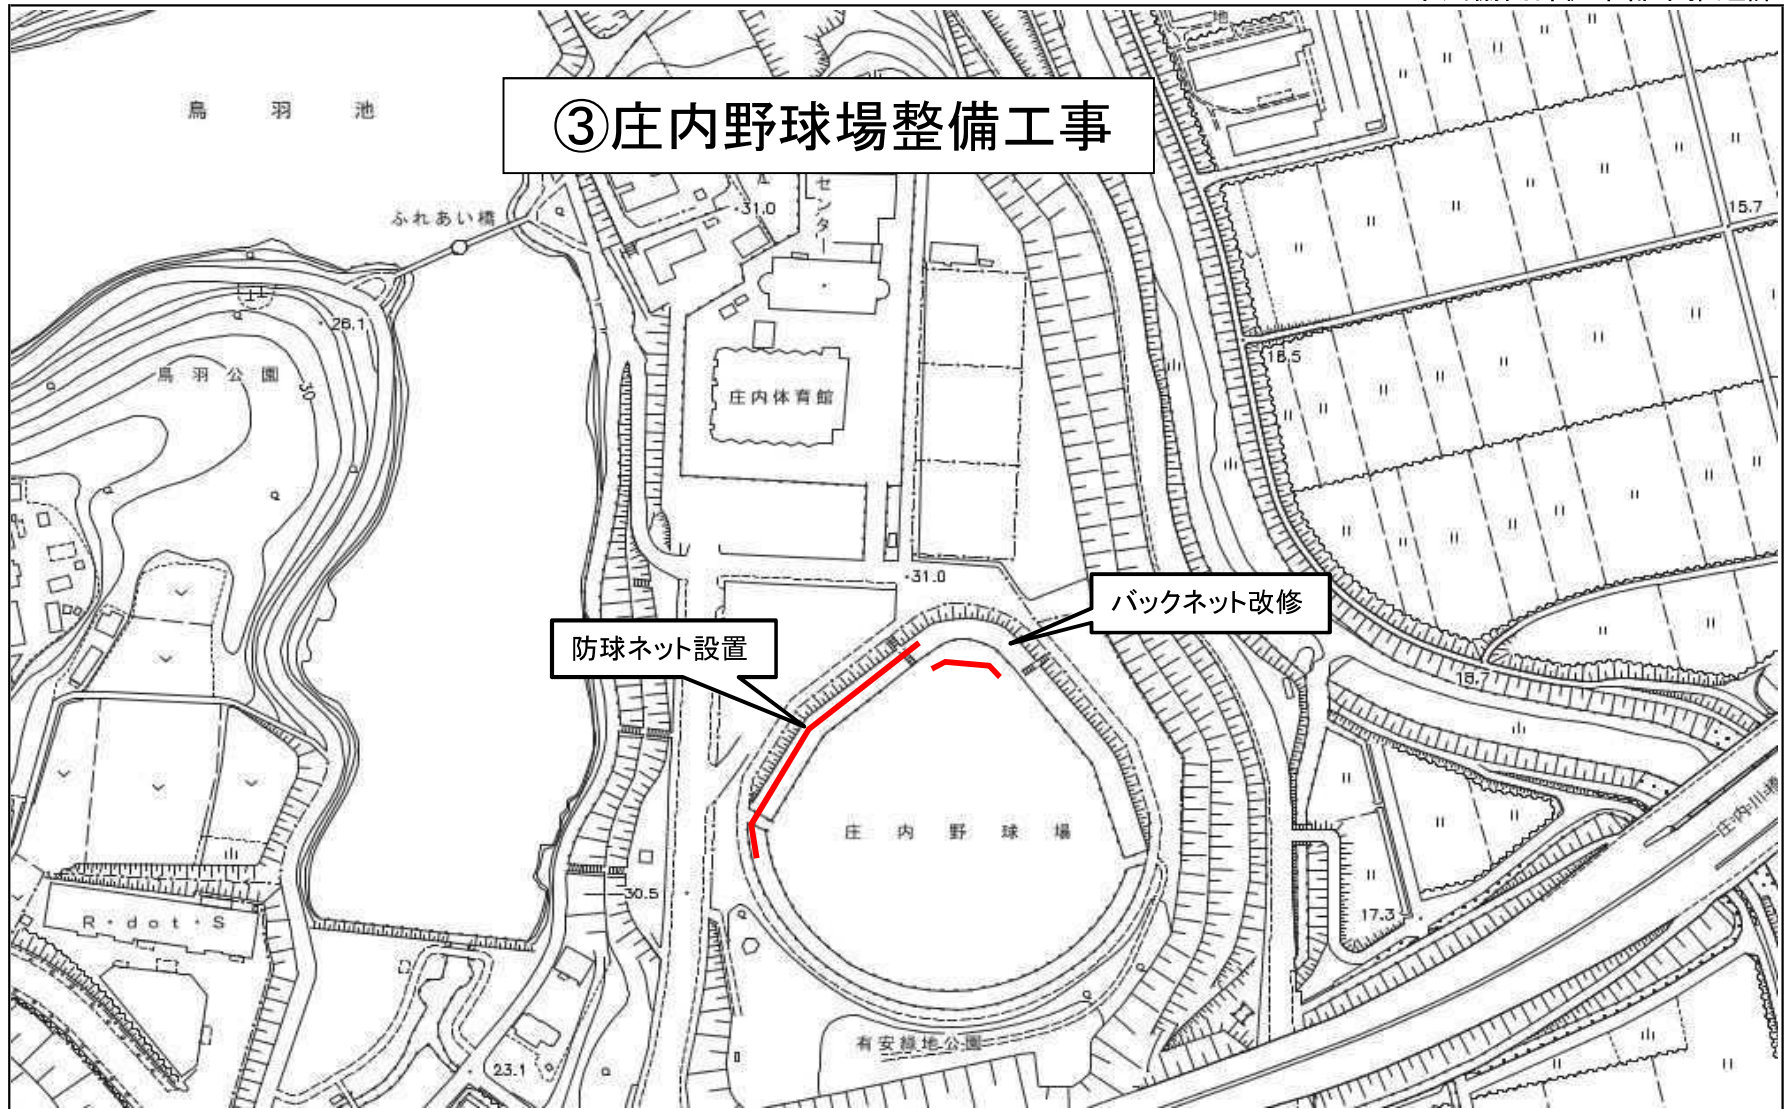 ③庄内野球場整備工事
鳥羽池
ふれあい橋
センター
31.0
15.7
26.1
鳥羽公園
30
18.5
庄内体育館
31.0
バックネット改修
防球ネット設置
18.7
庄内川橋
庄内野球場
30.5
17.3
R・dot・S
有安緑地公園
23.1